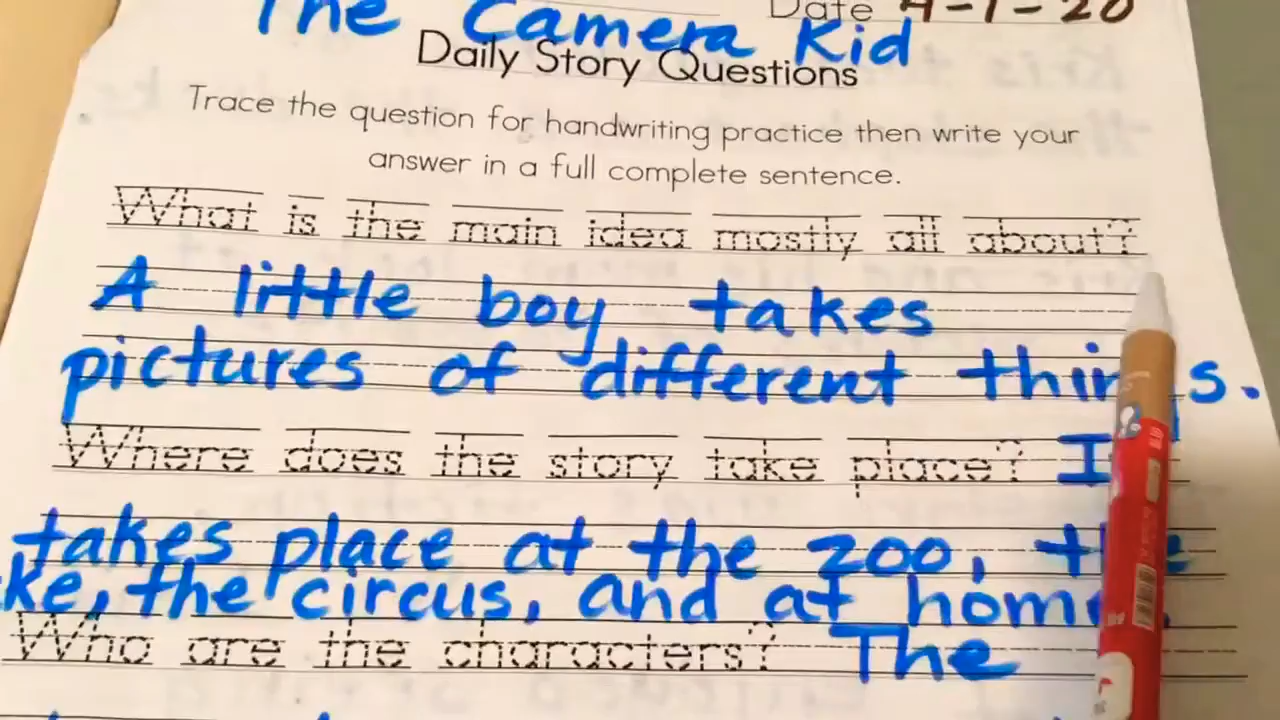 Date 4-1-20
The Camera Kid
Daily Story Questions
Trace the question for handwriting practice then write your
answer in a full complete sentence.
What is the main idea mostly all about?
A little boy takes
pictures of different things.
Where does the story take place? I
takes place at the zoo, the
ke, the circus, and at home.
Who are the characters? The